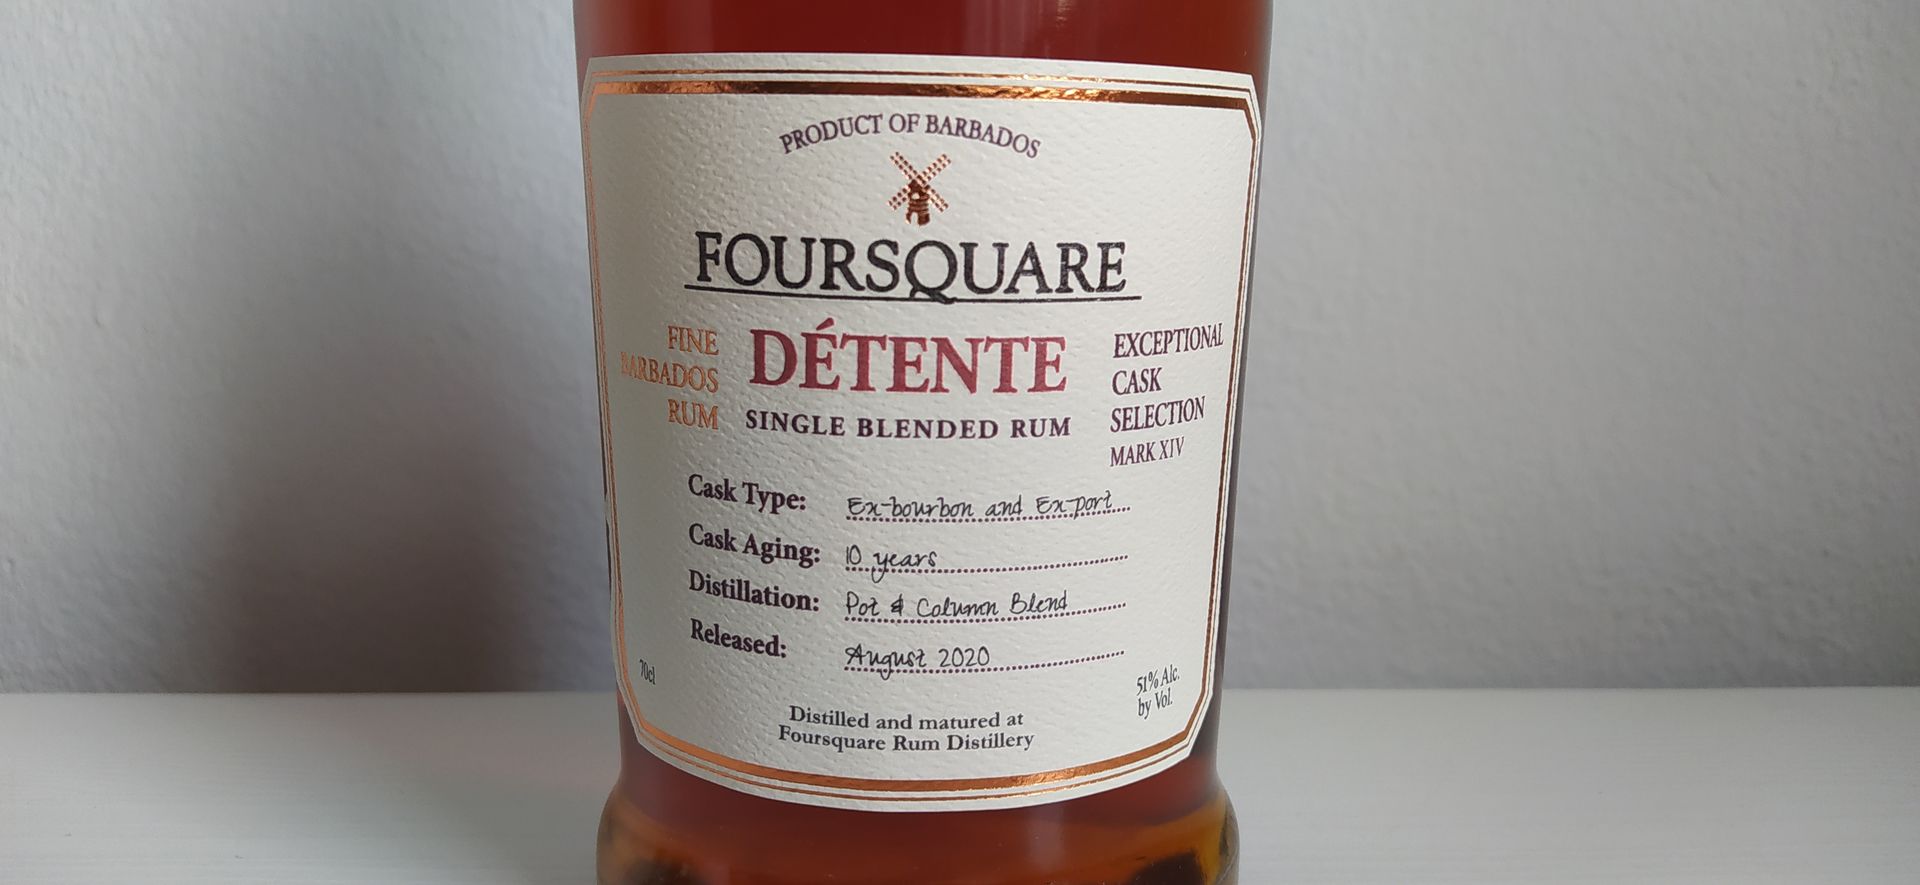 PRODUCT OF BARBADOS
FOURSQUARE
FINE
BARBADOS
RUM
DÉTENTE
SINGLE BLENDED RUM
EXCEPTIONAL
CASK
SELECTION
MARK XIV
Cask Type: Ex-bourbon and Ex-port
Cask Aging: 10 years
Distillation: Pot & Column Blend
Released: August 2020
70cl
51% Alc.
by Vol.
Distilled and matured at
Foursquare Rum Distillery